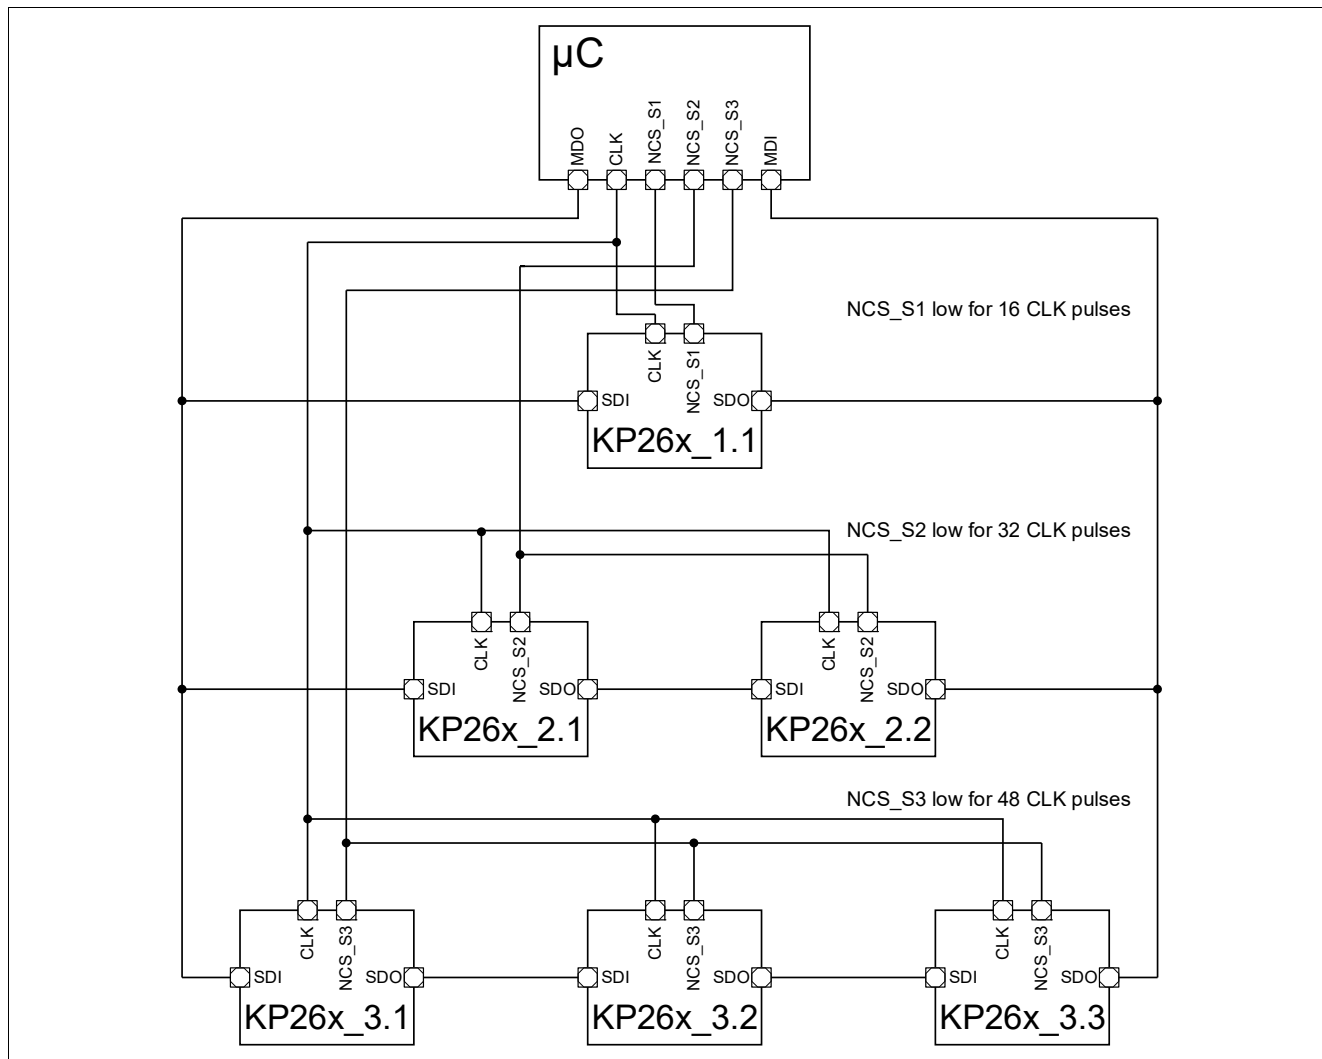 µC
MDO
CLK
NCS_S1
NCS_S2
NCS_S3
MDI
NCS_S1 low for 16 CLK pulses
CLK
NCS_S1
SDI
SDO
KP26x_1.1
NCS_S2 low for 32 CLK pulses
CLK
NCS_S2
SDI
SDO
KP26x_2.1
CLK
NCS_S2
SDI
SDO
KP26x_2.2
NCS_S3 low for 48 CLK pulses
CLK
NCS_S3
SDI
SDO
KP26x_3.1
CLK
NCS_S3
SDI
SDO
KP26x_3.2
CLK
NCS_S3
SDI
SDO
KP26x_3.3